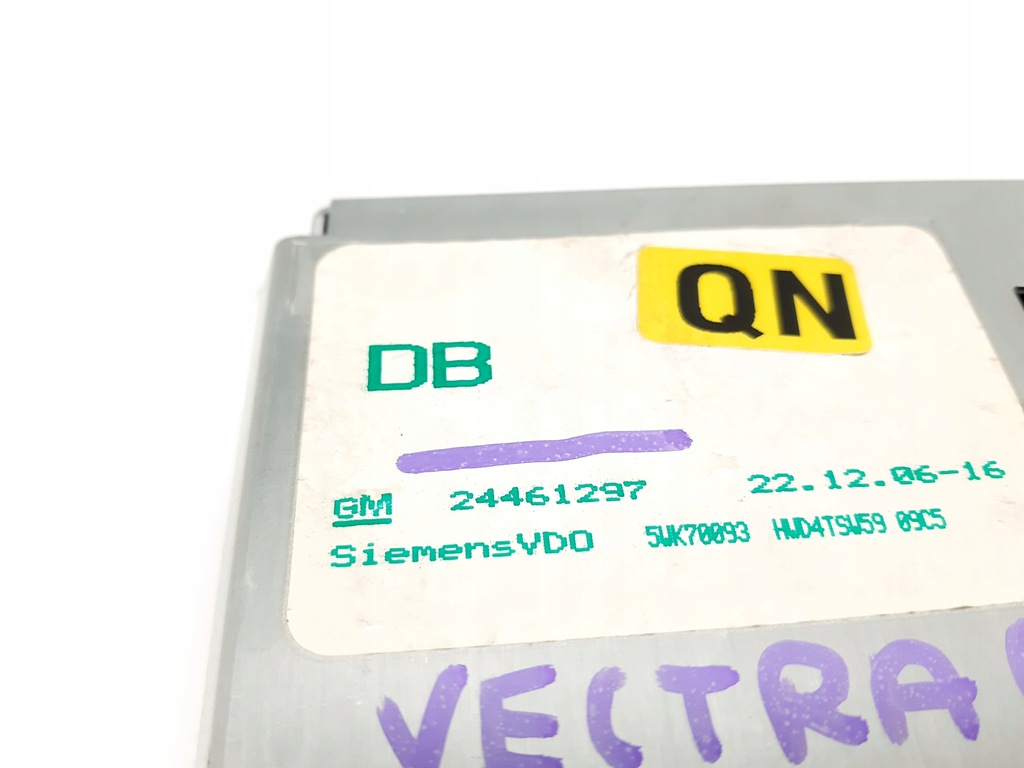 QN
DB
GM 24461297 22.12.06-16
SiemensVDO 5WK70093 HWD4TSW59 09C5
VECTRA